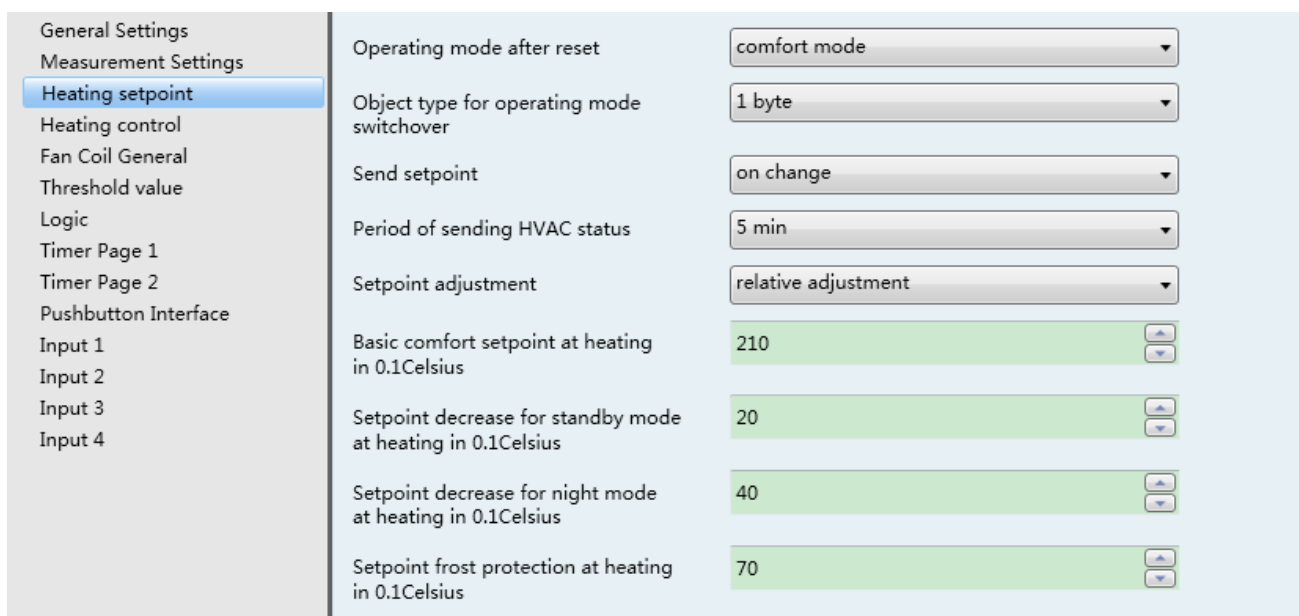 General Settings
Measurement Settings
Heating setpoint
Heating control
Fan Coil General
Threshold value
Logic
Timer Page 1
Timer Page 2
Pushbutton Interface
Input 1
Input 2
Input 3
Input 4
Operating mode after reset
comfort mode
Object type for operating mode
switchover
1 byte
Send setpoint
on change
Period of sending HVAC status
5 min
Setpoint adjustment
relative adjustment
Basic comfort setpoint at heating
in 0.1Celsius
210
Setpoint decrease for standby mode
at heating in 0.1Celsius
20
Setpoint decrease for night mode
at heating in 0.1Celsius
40
Setpoint frost protection at heating
in 0.1Celsius
70